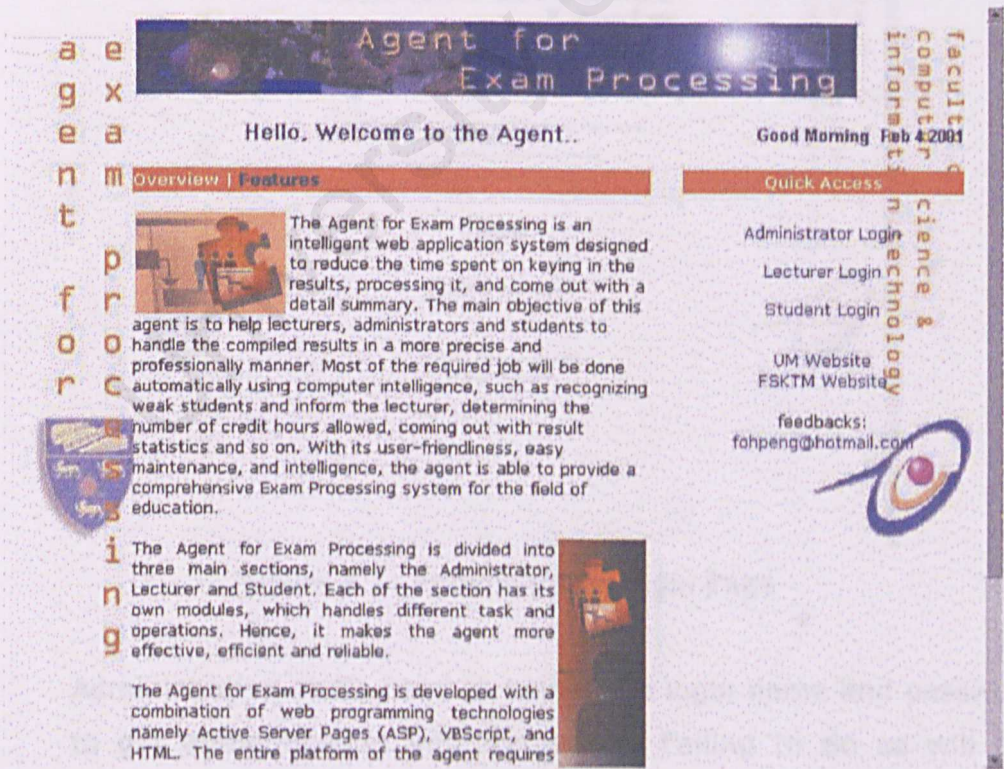 Agent for
Exam Processing
agent for
exam processing
Hello, Welcome to the Agent..
Good Morning Feb 4 2001
Overview | Features
Quick Access
The Agent for Exam Processing is an
intelligent web application system designed
to reduce the time spent on keying in the
results, processing it, and come out with a
detail summary. The main objective of this
agent is to help lecturers, administrators and students to
handle the compiled results in a more precise and
professionally manner. Most of the required job will be done
automatically using computer intelligence, such as recognizing
weak students and inform the lecturer, determining the
number of credit hours allowed, coming out with result
statistics and so on. With its user-friendliness, easy
maintenance, and intelligence, the agent is able to provide a
comprehensive Exam Processing system for the field of
education.
The Agent for Exam Processing is divided into
three main sections, namely the Administrator,
Lecturer and Student. Each of the section has its
own modules, which handles different task and
operations. Hence, it makes the agent more
effective, efficient and reliable.
The Agent for Exam Processing is developed with a
combination of web programming technologies
namely Active Server Pages (ASP), VBScript, and
HTML. The entire platform of the agent requires
Administrator Login
Lecturer Login
Student Login
UM Website
FSKTM Website
feedbacks:
fohpeng@hotmail.com
faculty
computer science &
information technology